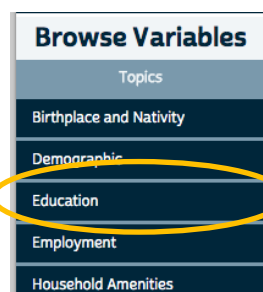 Browse Variables
Topics
Birthplace and Nativity
Demographic
Education
Employment
Household Amenities